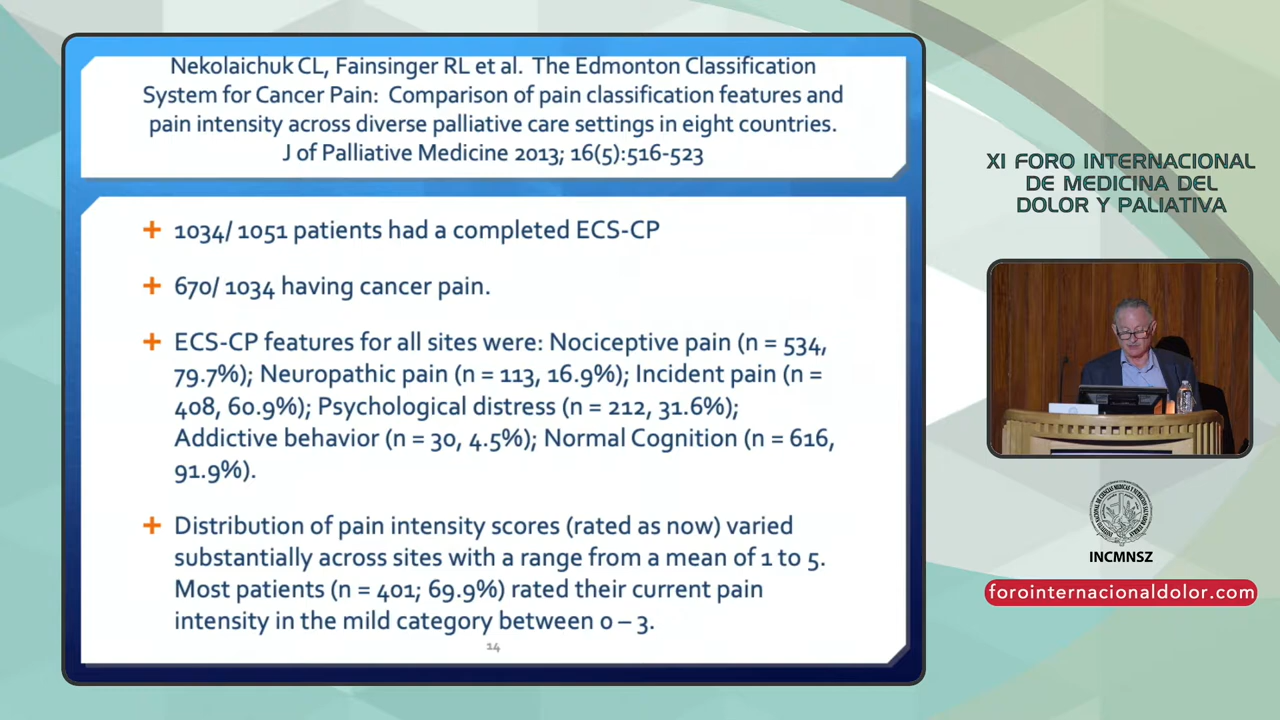 Nekolaichuk CL, Fainsinger RL et al. The Edmonton Classification
System for Cancer Pain: Comparison of pain classification features and
pain intensity across diverse palliative care settings in eight countries.
J of Palliative Medicine 2013; 16(5):516-523
+ 1034/ 1051 patients had a completed ECS-CP
+ 670/ 1034 having cancer pain.
+ ECS-CP features for all sites were: Nociceptive pain (n = 534,
79.7%); Neuropathic pain (n = 113, 16.9%); Incident pain (n =
408, 60.9%); Psychological distress (n = 212, 31.6%);
Addictive behavior (n = 30, 4.5%); Normal Cognition (n = 616,
91.9%).
+ Distribution of pain intensity scores (rated as now) varied
substantially across sites with a range from a mean of 1 to 5.
Most patients (n = 401; 69.9%) rated their current pain
intensity in the mild category between 0 – 3.
14
XI FORO INTERNACIONAL
DE MEDICINA DEL
DOLOR Y PALIATIVA
INCMNSZ
forointernacionaldolor.com